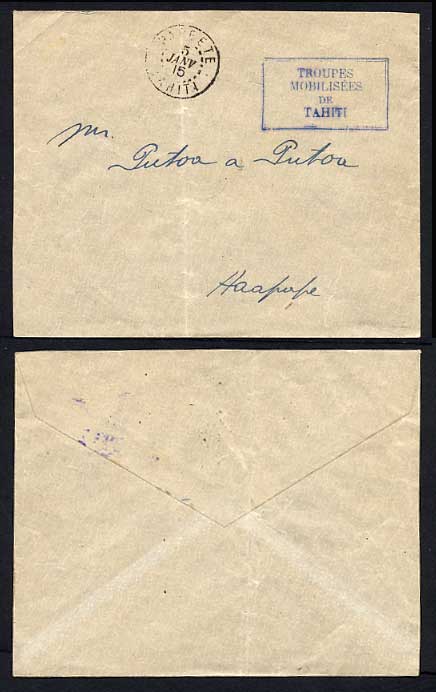 PAPEETE
5
JANV
15
TAHITI
TROUPES
MOBILISÉES
DE
TAHITI
Mr.
Putoa a Putoa
Haapape